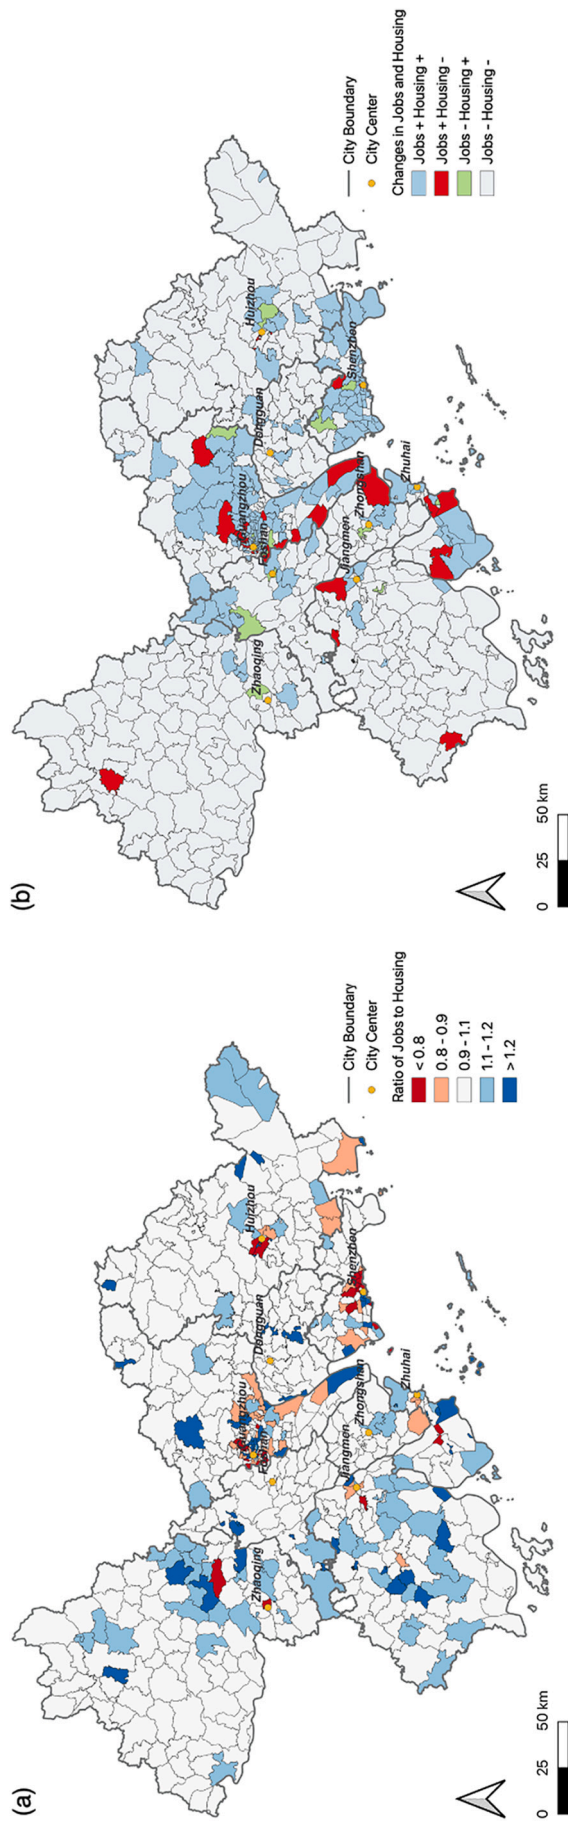 (a)
Zhaoqing
Guangzhou
Foshan
Dongguan
Huizhou
Jiangmen
Zhongshan
Zhuhai
Shenzhen
City Boundary
City Center
Ratio of Jobs to Housing
< 0.8
0.8 - 0.9
0.9 - 1.1
1.1 - 1.2
> 1.2
0 25 50 km
(b)
Zhaoqing
Guangzhou
Foshan
Dongguan
Huizhou
Jiangmen
Zhongshan
Zhuhai
Shenzhen
City Boundary
City Center
Changes in Jobs and Housing
Jobs + Housing +
Jobs + Housing -
Jobs - Housing +
Jobs - Housing -
0 25 50 km